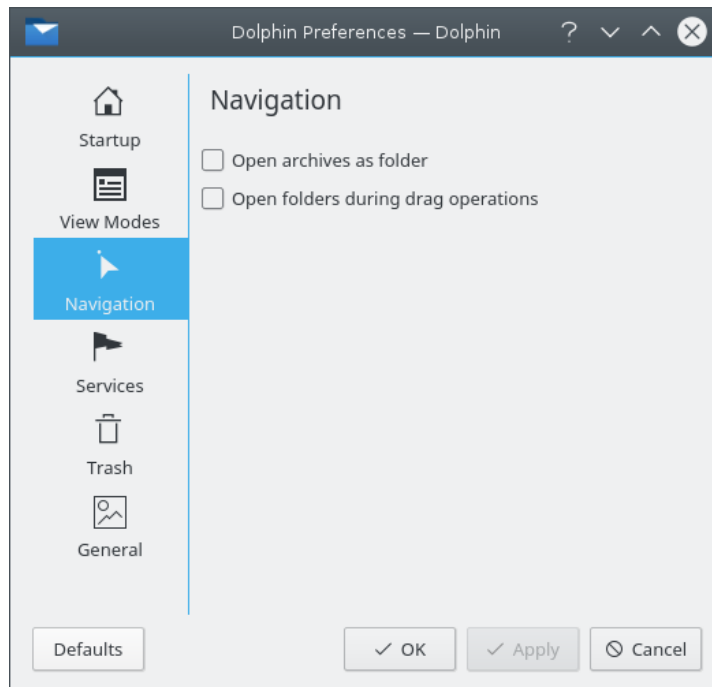 Dolphin Preferences — Dolphin
Startup
View Modes
Navigation
Services
Trash
General
Navigation
Open archives as folder
Open folders during drag operations
Defaults
OK
Apply
Cancel